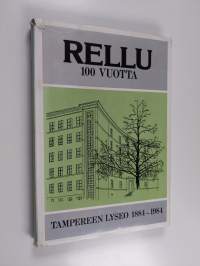 RELLU
100 VUOTTA
TAMPEREEN LYSEO 1884-1984